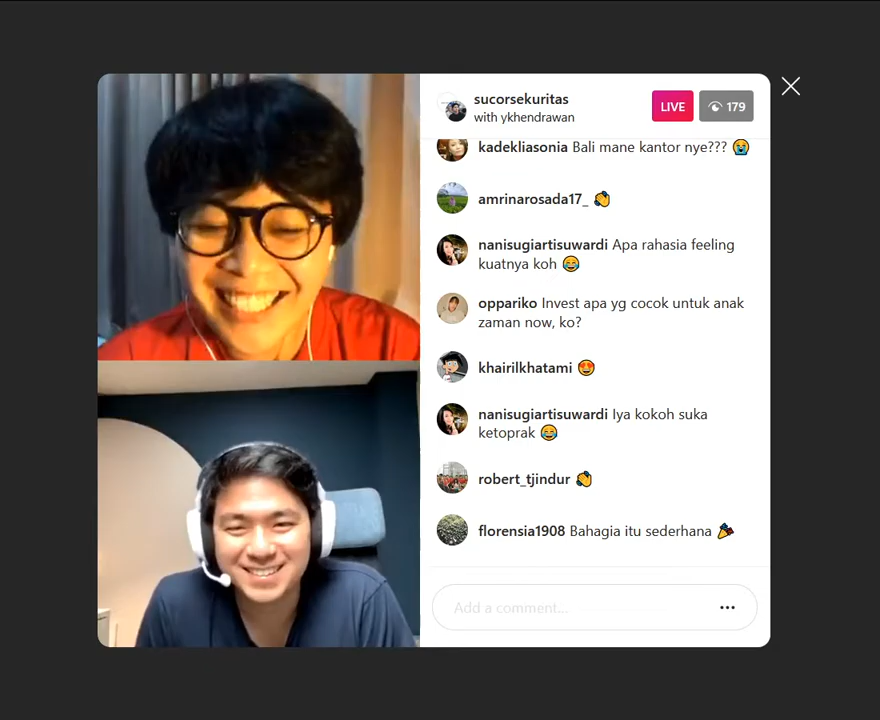 sucorsekuritas
with ykhendrawan
LIVE
179
kadekliasonia Bali mane kantor nye??? 😭
amrinarosada17_ 👏
nanisugiartisuwardi Apa rahasia feeling
kuatnya koh 😂
oppariko Invest apa yg cocok untuk anak
zaman now, ko?
khairilkhatami 😍
nanisugiartisuwardi Iya kokoh suka
ketoprak 😂
robert_tjindur 👏
florensia1908 Bahagia itu sederhana 🎉
Add a comment...